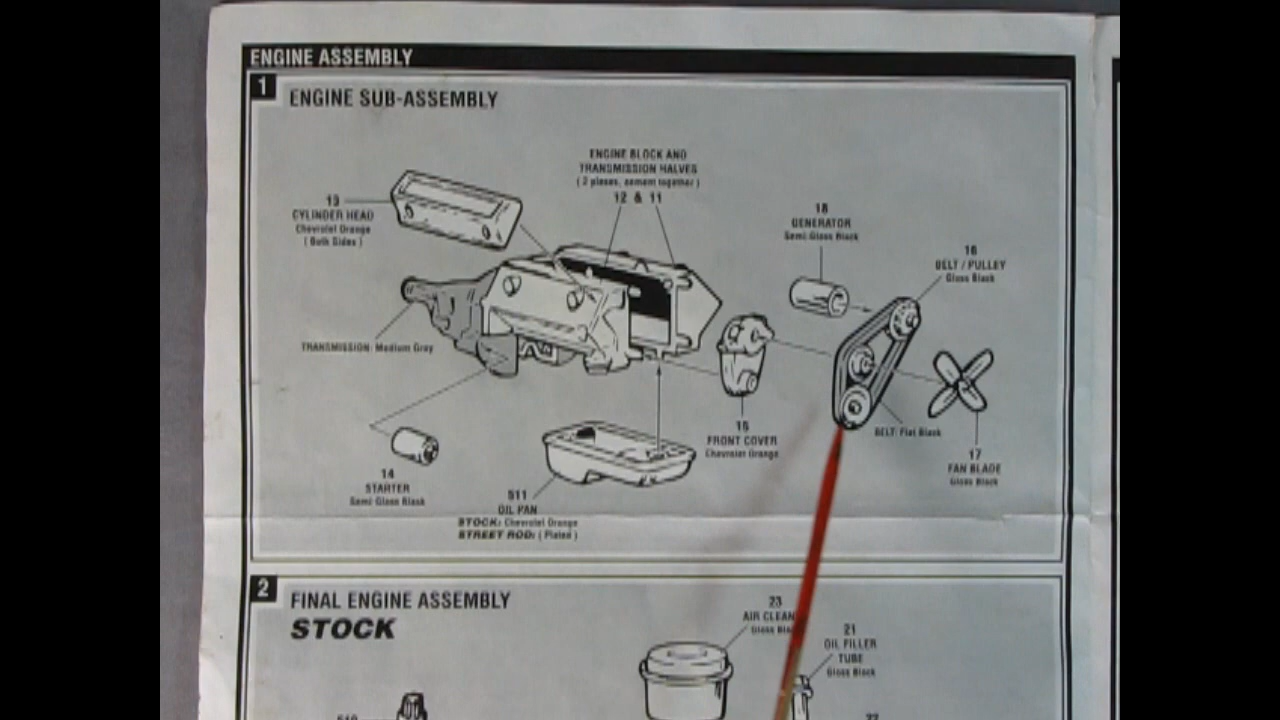 ENGINE ASSEMBLY
1
ENGINE SUB-ASSEMBLY
ENGINE BLOCK AND
TRANSMISSION HALVES
( 2 pieces, cement together )
12 & 11
13
CYLINDER HEAD
Chevrolet Orange
( Both Sides )
18
GENERATOR
Semi-Gloss Black
16
BELT / PULLEY
Gloss Black
TRANSMISSION: Medium Gray
15
FRONT COVER
Chevrolet Orange
BELT: Flat Black
17
FAN BLADE
Gloss Black
14
STARTER
Semi-Gloss Black
511
OIL PAN
STOCK: Chevrolet Orange
STREET ROD: ( Plated )
2
FINAL ENGINE ASSEMBLY
STOCK
23
AIR CLEAN
Gloss Bla
21
OIL FILLER
TUBE
Gloss Black